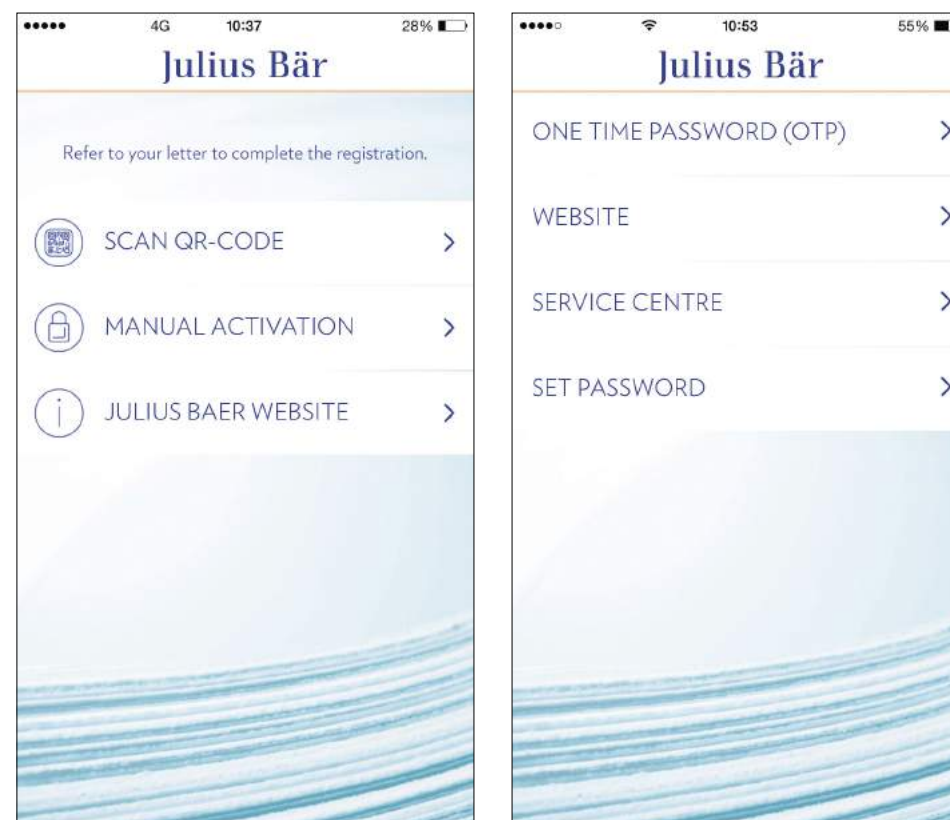 4G 10:37 28%
Julius Bär
Refer to your letter to complete the registration.
SCAN QR-CODE
MANUAL ACTIVATION
i JULIUS BAER WEBSITE
10:53 55%
Julius Bär
ONE TIME PASSWORD (OTP)
WEBSITE
SERVICE CENTRE
SET PASSWORD